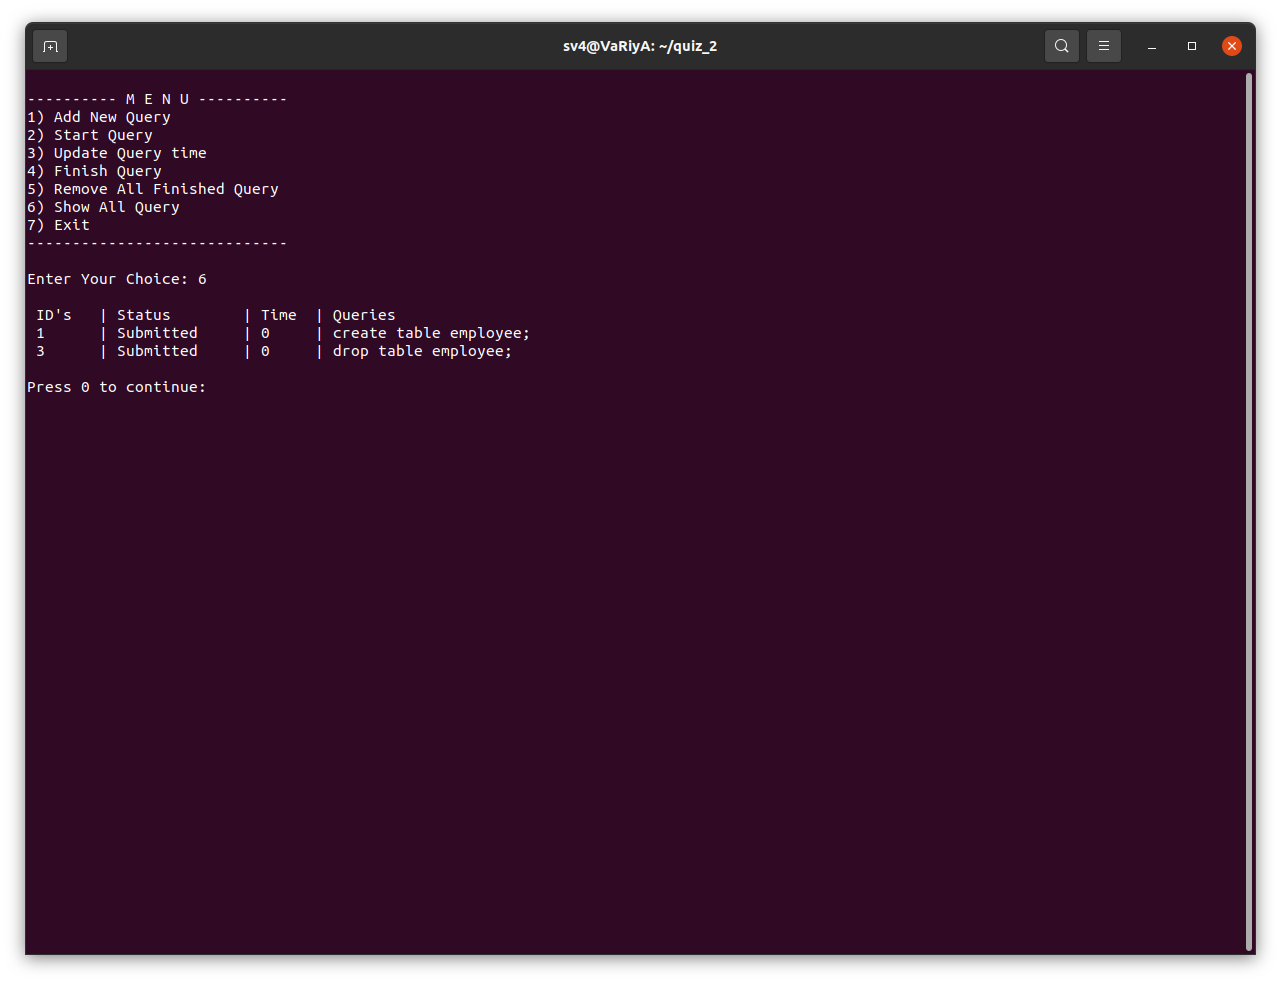 sv4@VaRiyA: ~/quiz_2
---------- M E N U ----------
1) Add New Query
2) Start Query
3) Update Query time
4) Finish Query
5) Remove All Finished Query
6) Show All Query
7) Exit
-----------------------------
Enter Your Choice: 6
ID's   | Status        | Time  | Queries
1      | Submitted     | 0     | create table employee;
3      | Submitted     | 0     | drop table employee;
Press 0 to continue: